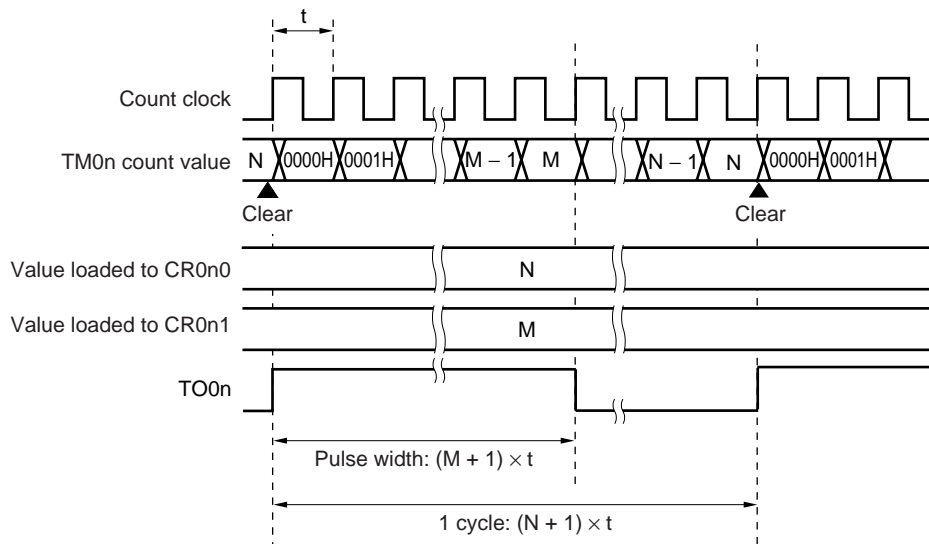 t
Count clock
TM0n count value N 0000H 0001H M – 1 M N – 1 N 0000H 0001H
Clear Clear
Value loaded to CR0n0 N
Value loaded to CR0n1 M
TO0n
Pulse width: (M + 1) × t
1 cycle: (N + 1) × t